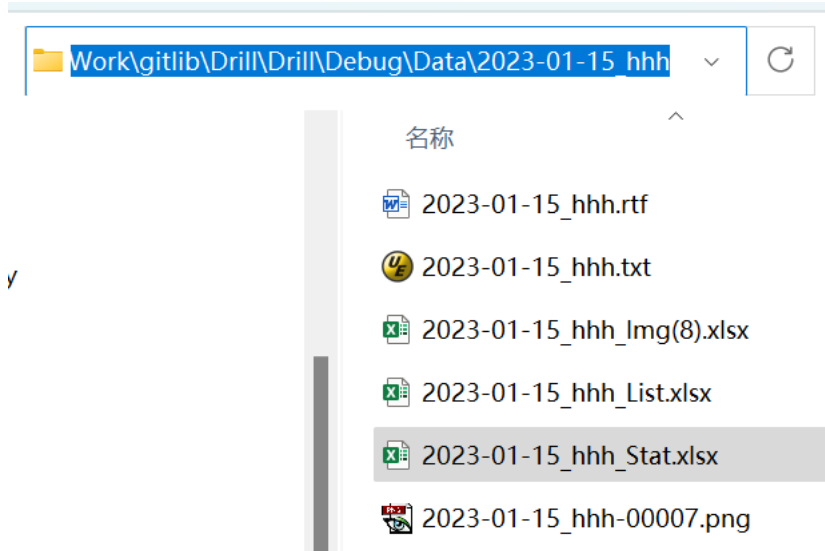 Work\gitlib\Drill\Drill\Debug\Data\2023-01-15_hhh
名称
2023-01-15_hhh.rtf
2023-01-15_hhh.txt
y
2023-01-15_hhh_Img(8).xlsx
2023-01-15_hhh_List.xlsx
2023-01-15_hhh_Stat.xlsx
2023-01-15_hhh-00007.png